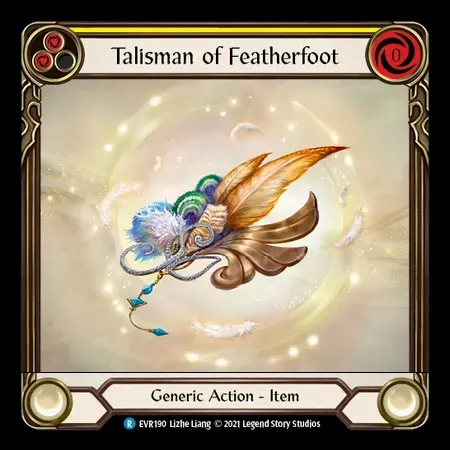 Talisman of Featherfoot
0
Generic Action - Item
R EVR190 Lizhe Liang © 2021 Legend Story Studios